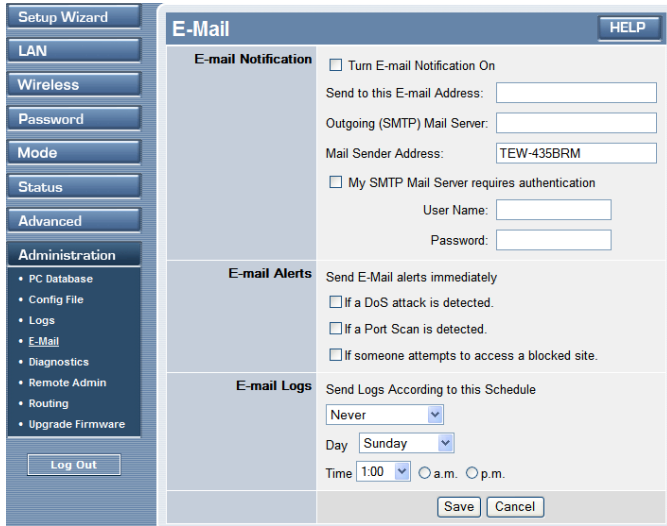 Setup Wizard
LAN
Wireless
Password
Mode
Status
Advanced
Administration
• PC Database
• Config File
• Logs
• E-Mail
• Diagnostics
• Remote Admin
• Routing
• Upgrade Firmware
Log Out
E-Mail
HELP
E-mail Notification
Turn E-mail Notification On
Send to this E-mail Address:
Outgoing (SMTP) Mail Server:
Mail Sender Address: TEW-435BRM
My SMTP Mail Server requires authentication
User Name:
Password:
E-mail Alerts
Send E-Mail alerts immediately
If a DoS attack is detected.
If a Port Scan is detected.
If someone attempts to access a blocked site.
E-mail Logs
Send Logs According to this Schedule
Never
Day Sunday
Time 1:00 a.m. p.m.
Save Cancel